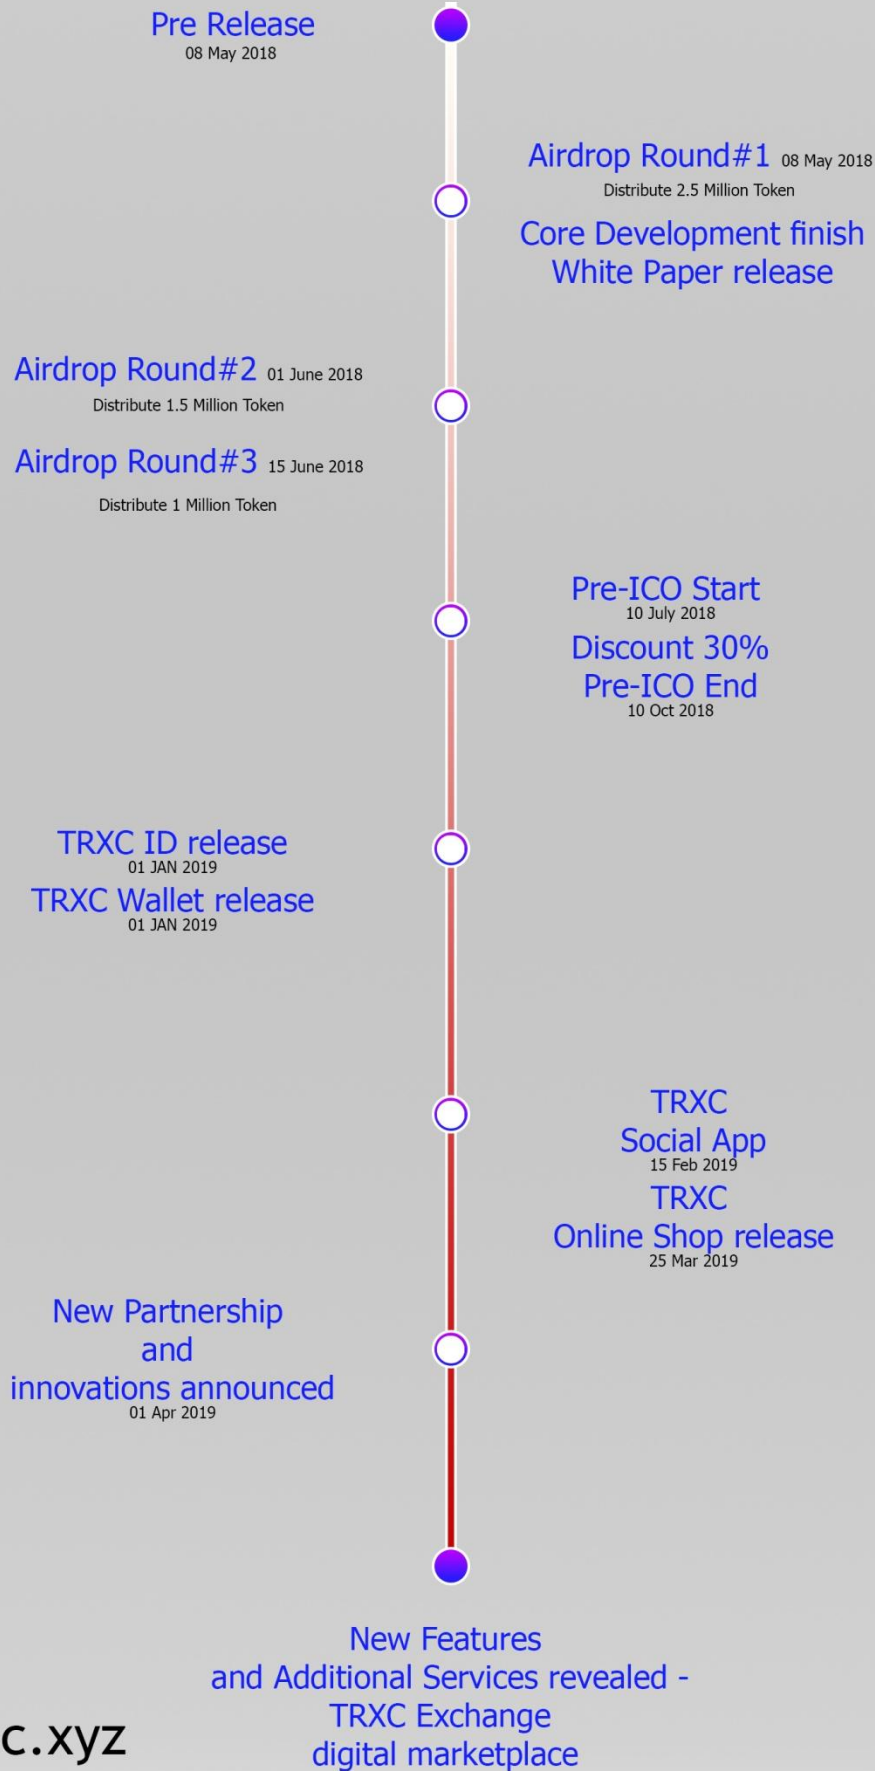 Pre Release
08 May 2018
Airdrop Round#1 08 May 2018
Distribute 2.5 Million Token
Core Development finish
White Paper release
Airdrop Round#2 01 June 2018
Distribute 1.5 Million Token
Airdrop Round#3 15 June 2018
Distribute 1 Million Token
Pre-ICO Start
10 July 2018
Discount 30%
Pre-ICO End
10 Oct 2018
TRXC ID release
01 JAN 2019
TRXC Wallet release
01 JAN 2019
TRXC
Social App
15 Feb 2019
TRXC
Online Shop release
25 Mar 2019
New Partnership
and
innovations announced
01 Apr 2019
New Features
and Additional Services revealed -
TRXC Exchange
digital marketplace
c.xyz